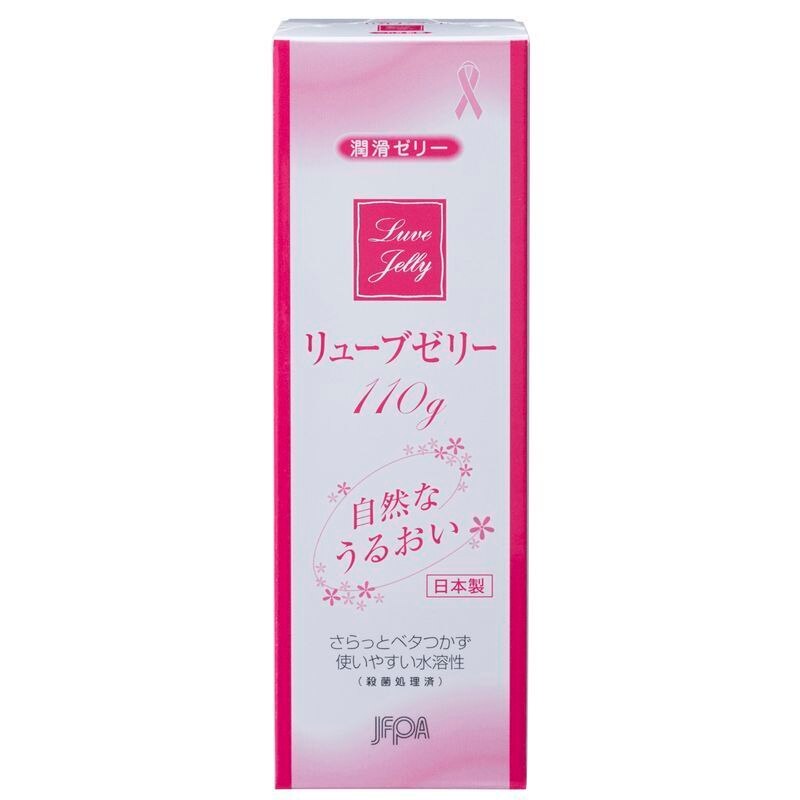 潤滑ゼリー
Luve
Jelly
リューブゼリー
110g
自然な
うるおい
日本製
さらっとベタつかず
使いやすい水溶性
(殺菌処理済)
JFPA